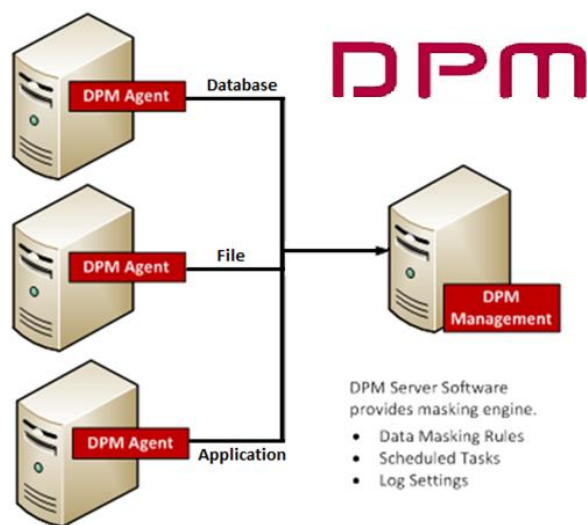 DPM
DPM Agent
Database
DPM Agent
File
DPM Agent
Application
DPM
Management
DPM Server Software
provides masking engine.
• Data Masking Rules
• Scheduled Tasks
• Log Settings